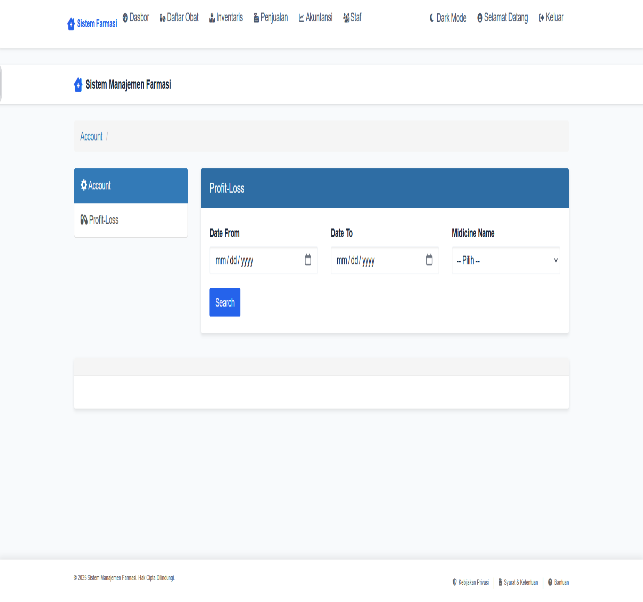 Sistem Farmasi Dasbor Daftar Obat Inventaris Penjualan Akuntansi Staf Dark Mode Selamat Datang Keluar
Sistem Manajemen Farmasi
Account /
Account
Profit-Loss
Profit-Loss
Date From Date To Midicine Name
mm/dd/yyyy mm/dd/yyyy -- Pilih --
Search
Sistem Manajemen Farmasi. Hak Cipta Dilindungi.
Kebijakan Privasi Syarat & Ketentuan Bantuan